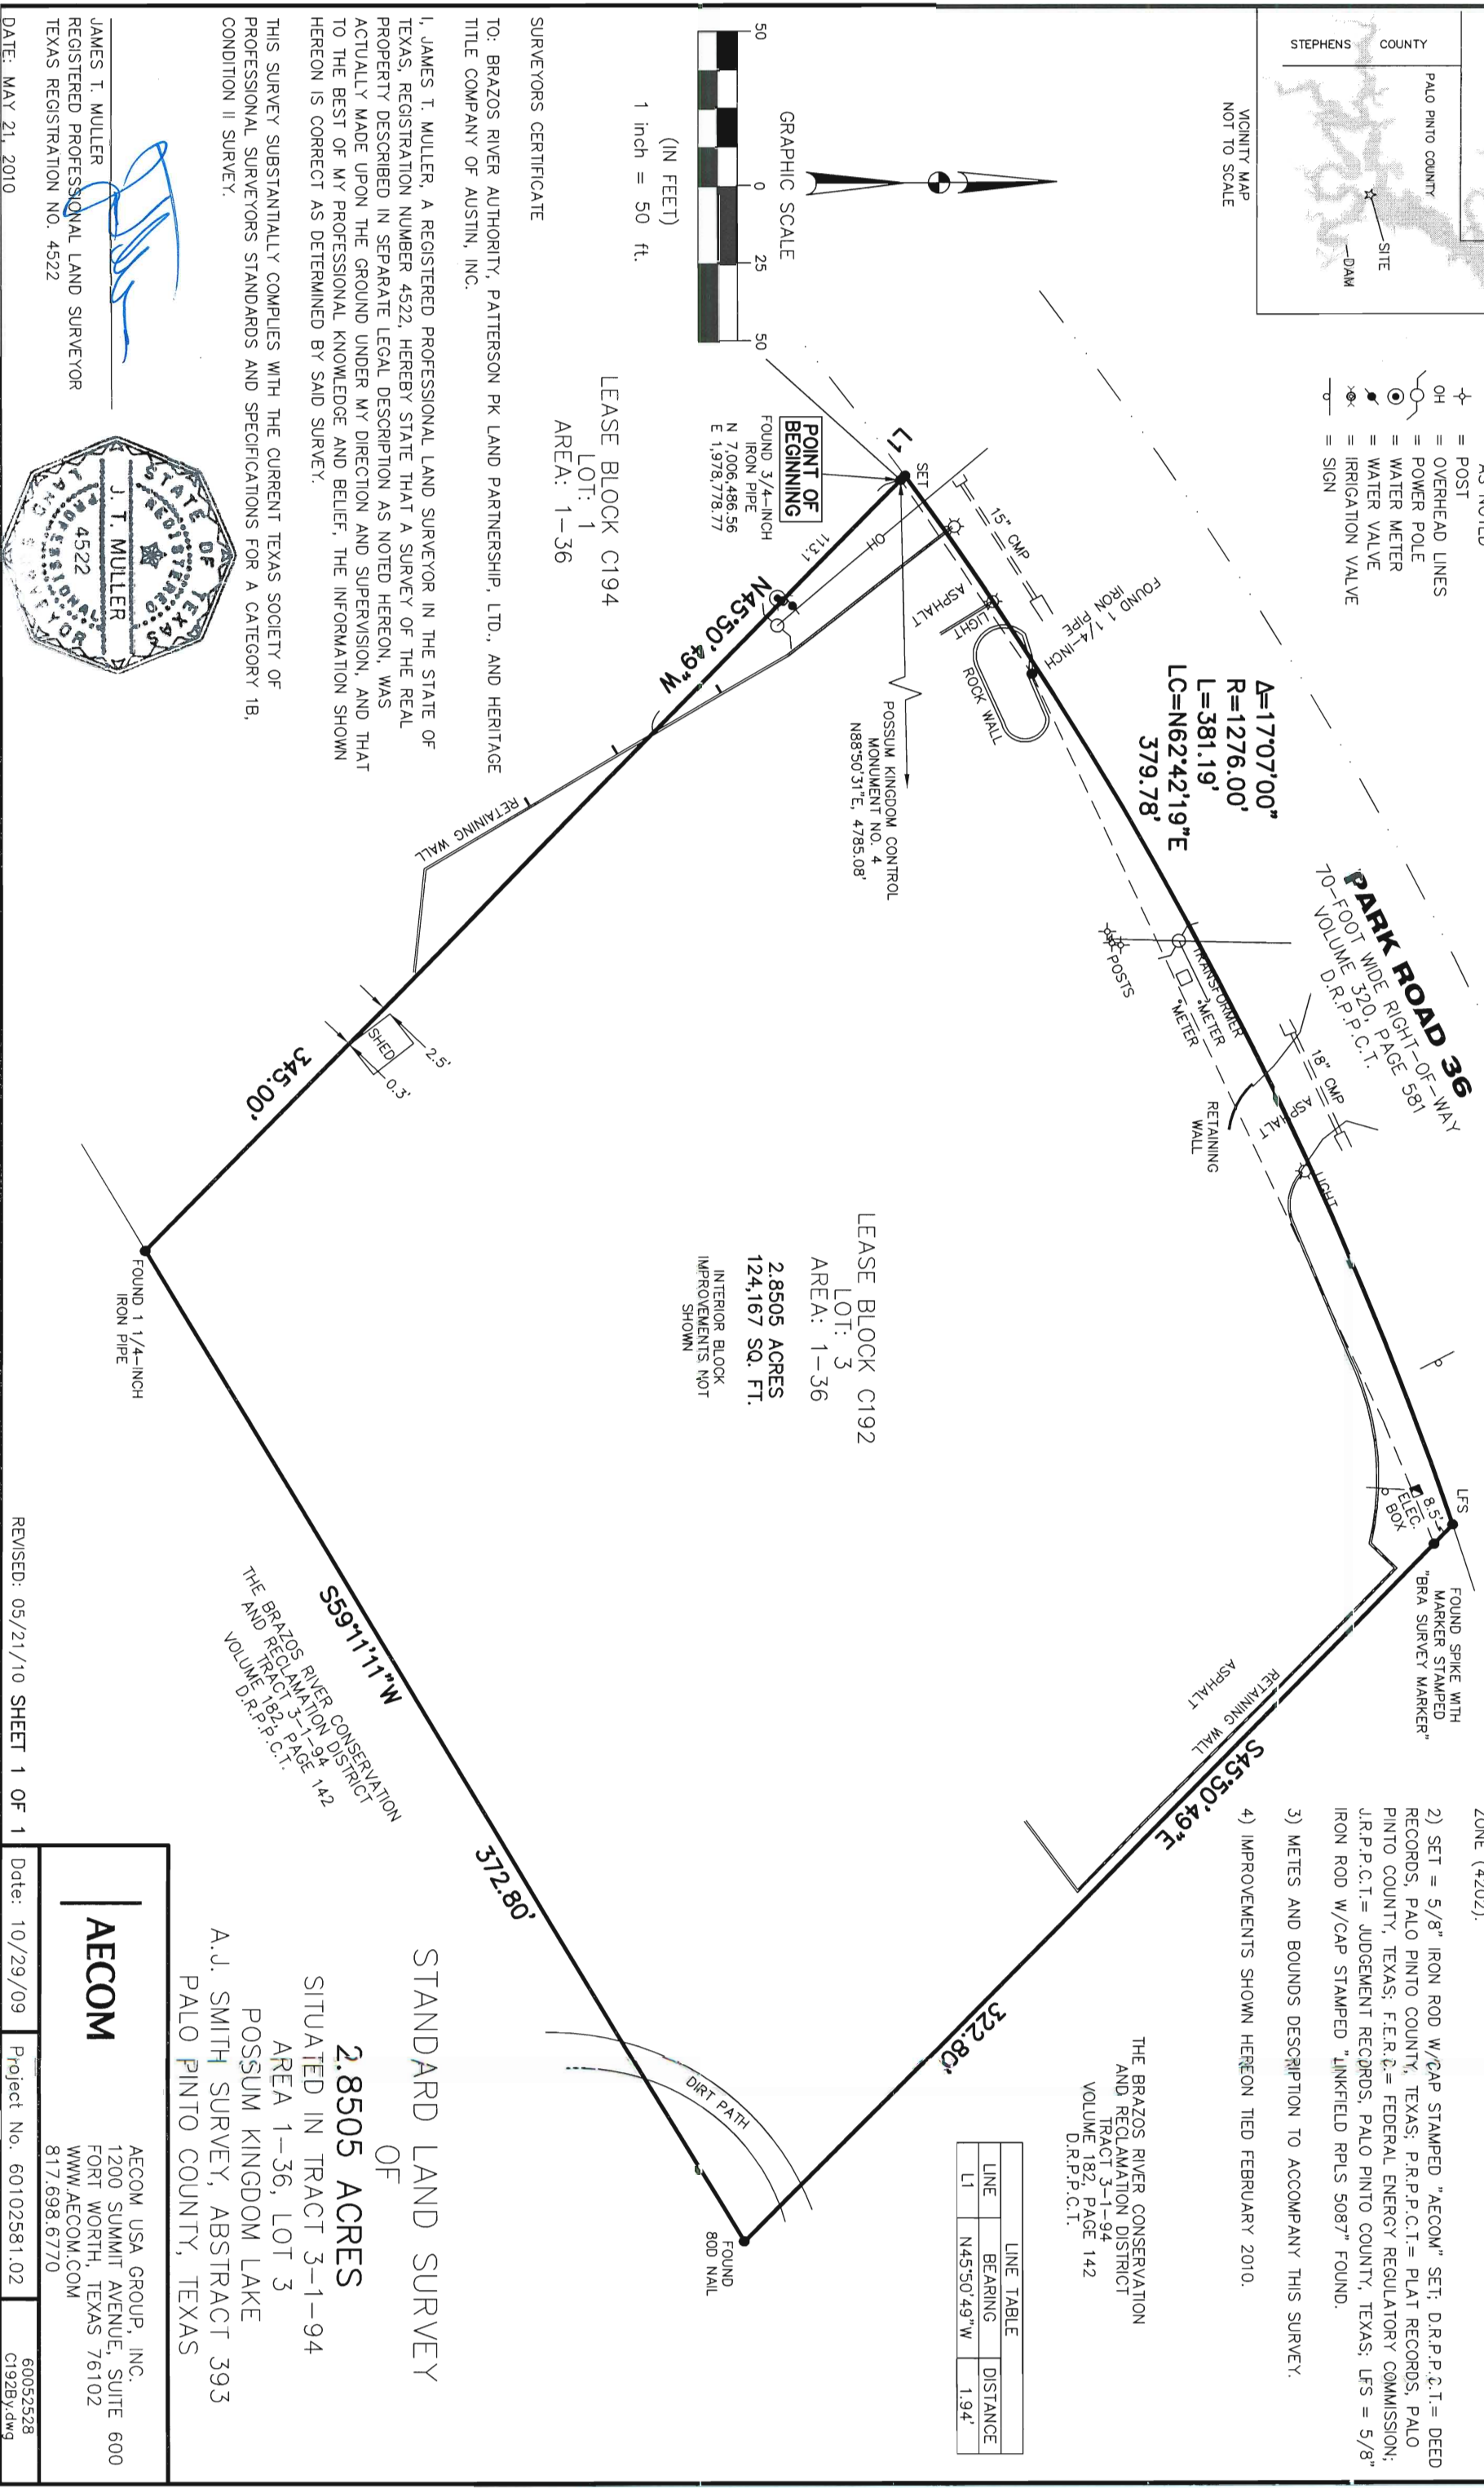 STEPHENS COUNTY
PALO PINTO COUNTY
SITE
DAM
VICINITY MAP
NOT TO SCALE
= POST
OH = OVERHEAD LINES
= POWER POLE
= WATER METER
= WATER VALVE
= IRRIGATION VALVE
= SIGN
2) SET = 5/8" IRON ROD W/CAP STAMPED "AECOM" SET; D.R.P.P.C.T.= DEED
RECORDS, PALO PINTO COUNTY, TEXAS; P.R.P.P.C.T.= PLAT RECORDS, PALO
PINTO COUNTY, TEXAS; F.E.R.C.= FEDERAL ENERGY REGULATORY COMMISSION;
J.R.P.P.C.T.= JUDGEMENT RECORDS, PALO PINTO COUNTY, TEXAS; LFS = 5/8"
IRON ROD W/CAP STAMPED "LINKFIELD RPLS 5087" FOUND.
3) METES AND BOUNDS DESCRIPTION TO ACCOMPANY THIS SURVEY.
4) IMPROVEMENTS SHOWN HEREON TIED FEBRUARY 2010.
PARK ROAD 36
70-FOOT WIDE RIGHT-OF-WAY
VOLUME 320, PAGE 581
D.R.P.P.C.T.
Δ=17°07'00"
R=1276.00'
L=381.19'
LC=N62°42'19"E
379.78'
LFS
FOUND SPIKE WITH
MARKER STAMPED
"BRA SURVEY MARKER"
8.5'
ELEC.
BOX
LIGHT
18" CMP
ASPHALT
RETAINING
WALL
TRANSFORMER
METER
METER
POSTS
FOUND 1 1/4-INCH
IRON PIPE
15" CMP
LIGHT
ASPHALT
ROCK WALL
SET
L1
OH
POSSUM KINGDOM CONTROL
MONUMENT NO. 4
N88°50'31"E, 4785.08'
POINT OF
BEGINNING
FOUND 3/4-INCH
IRON PIPE
N 7,006,486.56
E 1,978,778.77
113.1
N45°50'49"W
345.00'
RETAINING WALL
SHED
2.5'
0.3'
RETAINING WALL
ASPHALT
S45°50'49"E
322.80'
LEASE BLOCK C192
LOT: 3
AREA: 1-36
2.8505 ACRES
124,167 SQ. FT.
INTERIOR BLOCK
IMPROVEMENTS NOT
SHOWN
THE BRAZOS RIVER CONSERVATION
AND RECLAMATION DISTRICT
TRACT 3-1-94
VOLUME 182, PAGE 142
D.R.P.P.C.T.
LINE TABLE
LINE BEARING DISTANCE
L1 N45°50'49"W 1.94'
DIRT PATH
FOUND
80D NAIL
FOUND 1 1/4-INCH
IRON PIPE
S59°11'11"W
372.80'
THE BRAZOS RIVER CONSERVATION
AND RECLAMATION DISTRICT
TRACT 3-1-94
VOLUME 182, PAGE 142
D.R.P.P.C.T.
GRAPHIC SCALE
50 0 25 50
(IN FEET)
1 inch = 50 ft.
LEASE BLOCK C194
LOT: 1
AREA: 1-36
SURVEYORS CERTIFICATE
TO: BRAZOS RIVER AUTHORITY, PATTERSON PK LAND PARTNERSHIP, LTD., AND HERITAGE
TITLE COMPANY OF AUSTIN, INC.
I, JAMES T. MULLER, A REGISTERED PROFESSIONAL LAND SURVEYOR IN THE STATE OF
TEXAS, REGISTRATION NUMBER 4522, HEREBY STATE THAT A SURVEY OF THE REAL
PROPERTY DESCRIBED IN SEPARATE LEGAL DESCRIPTION AS NOTED HEREON, WAS
ACTUALLY MADE UPON THE GROUND UNDER MY DIRECTION AND SUPERVISION, AND THAT
TO THE BEST OF MY PROFESSIONAL KNOWLEDGE AND BELIEF, THE INFORMATION SHOWN
HEREON IS CORRECT AS DETERMINED BY SAID SURVEY.
THIS SURVEY SUBSTANTIALLY COMPLIES WITH THE CURRENT TEXAS SOCIETY OF
PROFESSIONAL SURVEYORS STANDARDS AND SPECIFICATIONS FOR A CATEGORY 1B,
CONDITION II SURVEY.
JAMES T. MULLER
REGISTERED PROFESSIONAL LAND SURVEYOR
TEXAS REGISTRATION NO. 4522
DATE: MAY 21, 2010
STATE OF TEXAS
REGISTERED
J. T. MULLER
4522
PROFESSIONAL
LAND SURVEYOR
STANDARD LAND SURVEY
OF
2.8505 ACRES
SITUATED IN TRACT 3-1-94
AREA 1-36, LOT 3
POSSUM KINGDOM LAKE
A.J. SMITH SURVEY, ABSTRACT 393
PALO PINTO COUNTY, TEXAS
AECOM
AECOM USA GROUP, INC.
1200 SUMMIT AVENUE, SUITE 600
FORT WORTH, TEXAS 76102
WWW.AECOM.COM
817.698.6770
REVISED: 05/21/10 SHEET 1 OF 1
Date: 10/29/09
Project No. 60102581.02
60052528
C192By.dwg